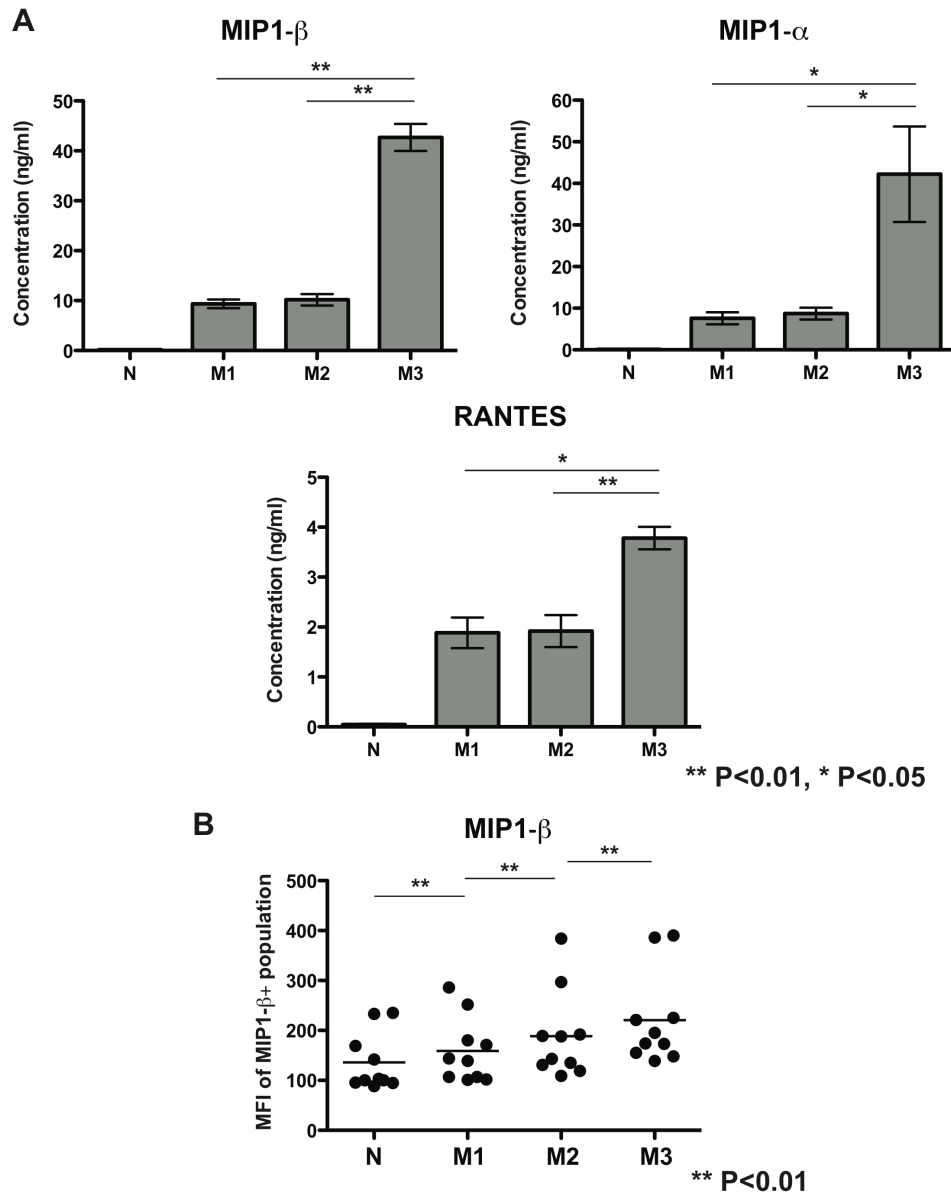 A
MIP1-β
**
**
Concentration (ng/ml)
50
40
30
20
10
0
N M1 M2 M3
MIP1-α
*
*
Concentration (ng/ml)
60
50
40
30
20
10
0
N M1 M2 M3
RANTES
*
**
Concentration (ng/ml)
5
4
3
2
1
0
N M1 M2 M3
** P<0.01, * P<0.05
B
MIP1-β
**
**
**
MFI of MIP1-β+ population
500
400
300
200
100
0
N M1 M2 M3
** P<0.01